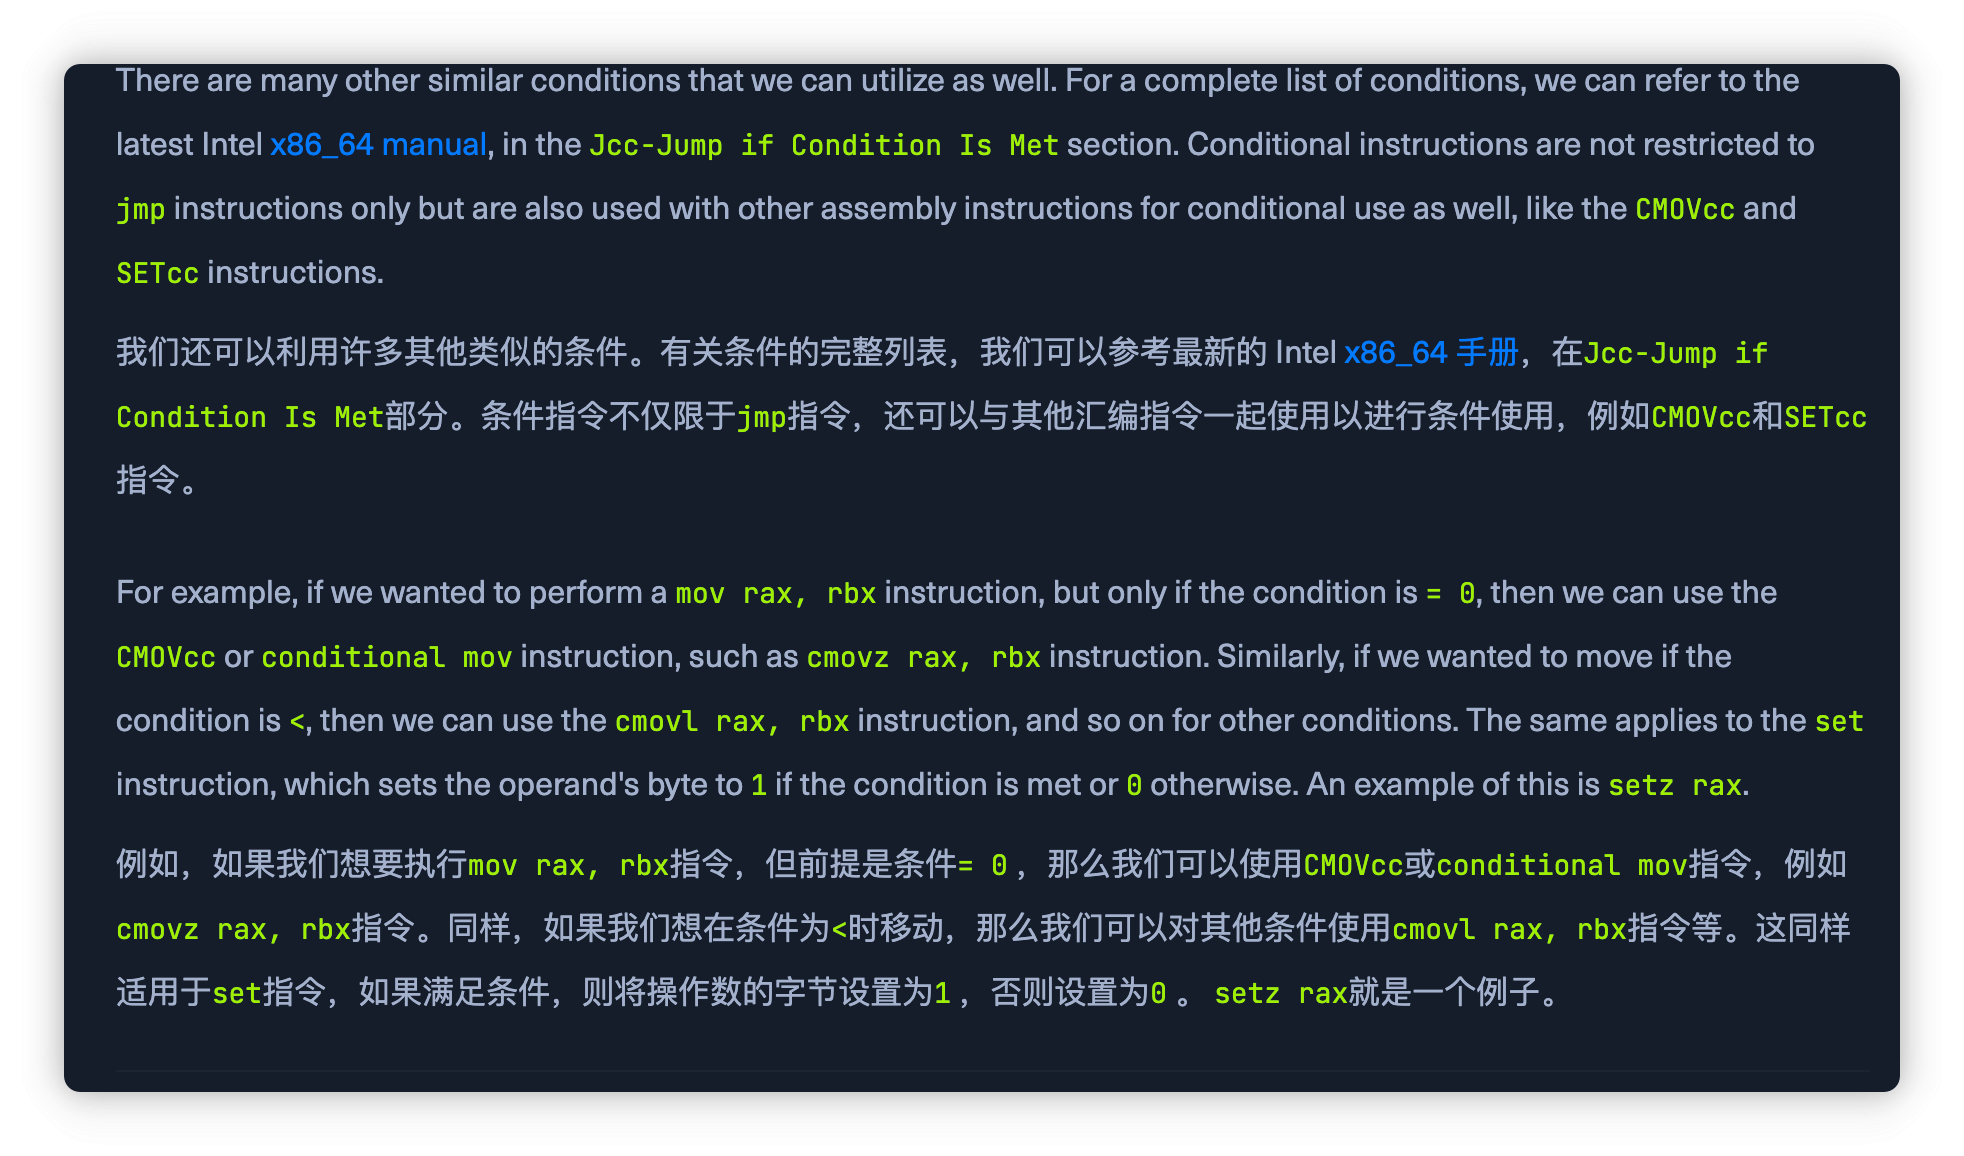 There are many other similar conditions that we can utilize as well. For a complete list of conditions, we can refer to the
latest Intel x86_64 manual, in the Jcc-Jump if Condition Is Met section. Conditional instructions are not restricted to
jmp instructions only but are also used with other assembly instructions for conditional use as well, like the CMOVcc and
SETcc instructions.
我们还可以利用许多其他类似的条件。有关条件的完整列表，我们可以参考最新的 Intel x86_64 手册，在Jcc-Jump if
Condition Is Met部分。条件指令不仅限于jmp指令，还可以与其他汇编指令一起使用以进行条件使用，例如CMOVcc和SETcc
指令。
For example, if we wanted to perform a mov rax, rbx instruction, but only if the condition is = 0, then we can use the
CMOVcc or conditional mov instruction, such as cmovz rax, rbx instruction. Similarly, if we wanted to move if the
condition is <, then we can use the cmovl rax, rbx instruction, and so on for other conditions. The same applies to the set
instruction, which sets the operand's byte to 1 if the condition is met or 0 otherwise. An example of this is setz rax.
例如，如果我们想要执行mov rax, rbx指令，但前提是条件= 0 ，那么我们可以使用CMOVcc或conditional mov指令，例如
cmovz rax, rbx指令。同样，如果我们想在条件为<时移动，那么我们可以对其他条件使用cmovl rax, rbx指令等。这同样
适用于set指令，如果满足条件，则将操作数的字节设置为1 ，否则设置为0 。 setz rax就是一个例子。